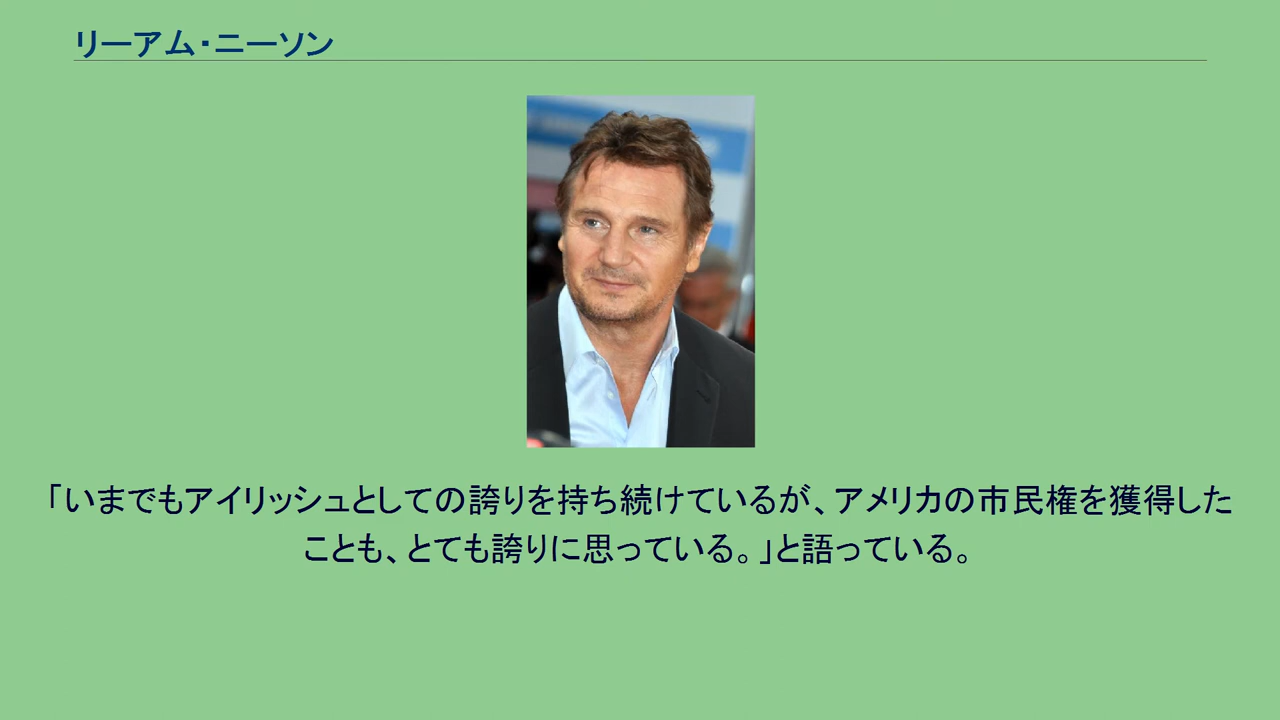 リーアム・ニーソン
「いまでもアイリッシュとしての誇りを持ち続けているが、アメリカの市民権を獲得した
ことも、とても誇りに思っている。」と語っている。